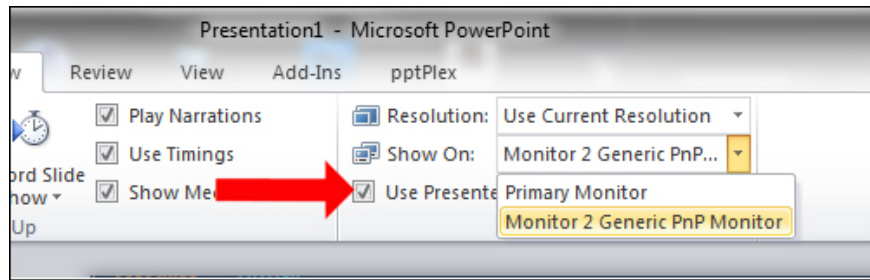 Presentation1 - Microsoft PowerPoint
w Review View Add-Ins pptPlex
Play Narrations
Use Timings
Show Me
ord Slide
how
Up
Resolution: Use Current Resolution
Show On: Monitor 2 Generic PnP...
Use Presente
Primary Monitor
Monitor 2 Generic PnP Monitor